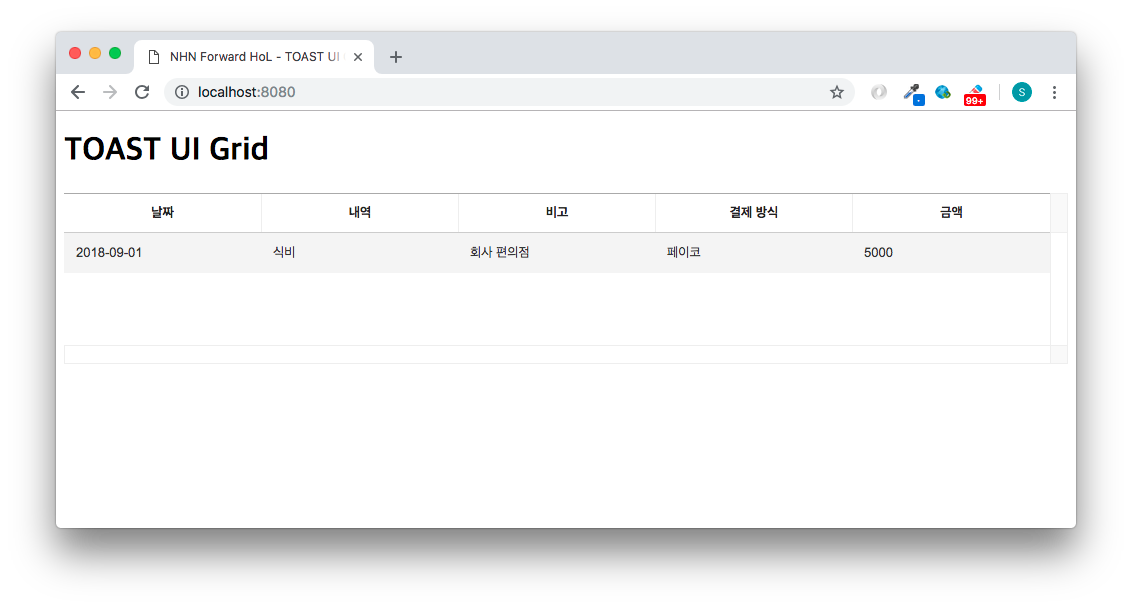 NHN Forward HoL - TOAST UI
localhost:8080
99+
S
TOAST UI Grid
날짜 내역 비고 결제 방식 금액
2018-09-01 식비 회사 편의점 페이코 5000